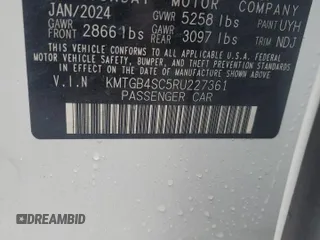 MOTOR COMPANY
JAN/2024 GVWR 5258 lbs PAINT UYH
GAWR FRONT 2866 lbs GAWR REAR 3097 lbs TRIM NDJ
THIS VEHICLE CONFORMS TO ALL APPLICABLE U.S.A. FEDERAL
MOTOR VEHICLE SAFETY, BUMPER, AND THEFT PREVENTION
STANDARDS IN EFFECT ON THE DATE OF MANUFACTURE SHOWN ABOVE.
V.I.N KMTGB4SC5RU227361
PASSENGER CAR
DREAMBID